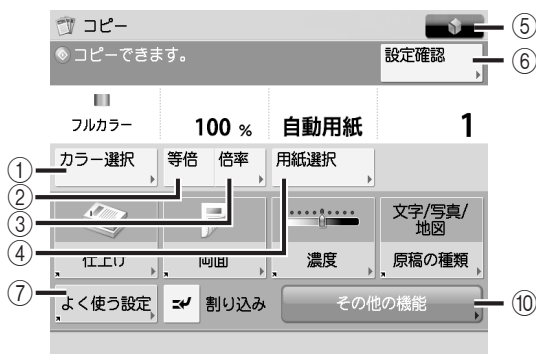 コピー
⑤
コピーできます。
設定確認
⑥
フルカラー
100 %
自動用紙
1
① カラー選択
等倍
倍率
用紙選択
②
③
④
文字/写真/
地図
仕上げ
両面
濃度
原稿の種類
⑦ よく使う設定
割り込み
その他の機能
⑩